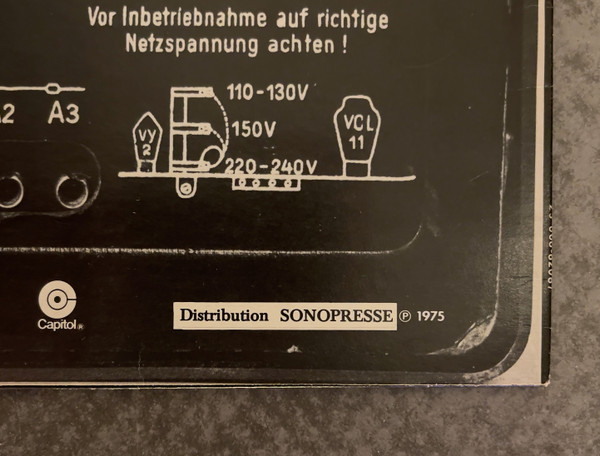 Vor Inbetriebnahme auf richtige
Netzspannung achten !
110-130V
A3
VY
2
150V
VCL
11
220-240V
Capitol®
Distribution SONOPRESSE ℗ 1975